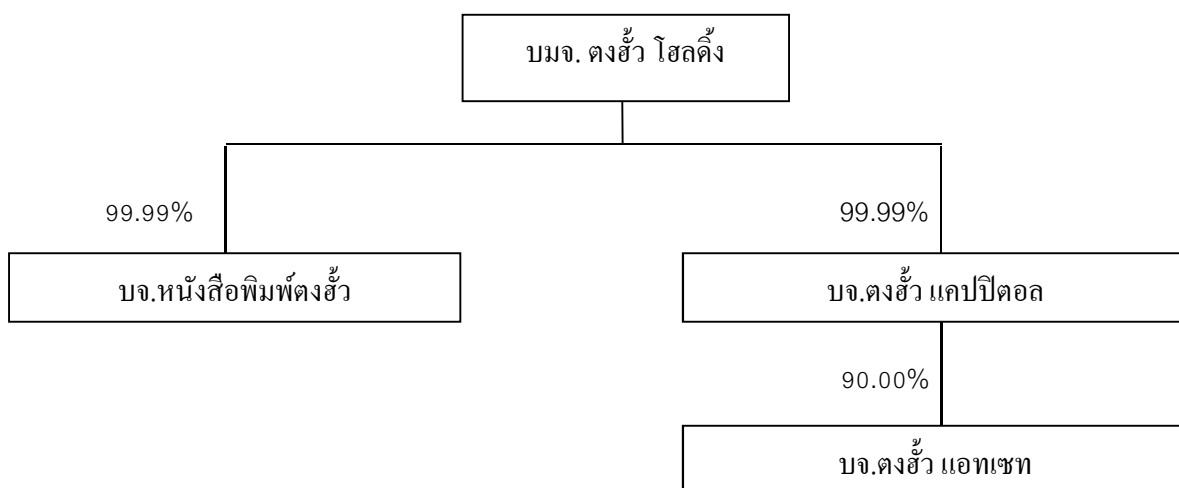 บมจ. ตงฮั้ว โฮลดิ้ง
99.99%
99.99%
บจ.หนังสือพิมพ์ตงฮั้ว
บจ.ตงฮั้ว แคปปิตอล
90.00%
บจ.ตงฮั้ว แอทเซท